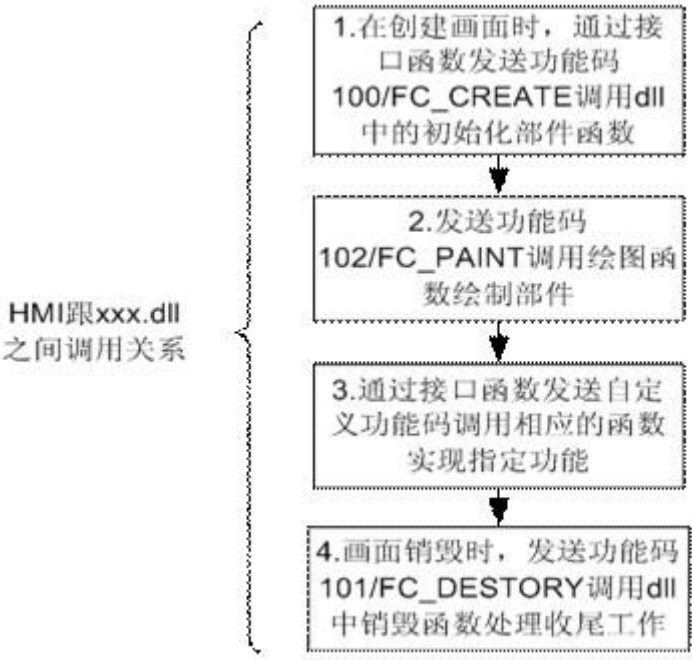 1.在创建画面时，通过接
口函数发送功能码
100/FC_CREATE调用dll
中的初始化部件函数
2.发送功能码
102/FC_PAINT调用绘图函
数绘制部件
HMI跟xxx.dll
之间调用关系
3.通过接口函数发送自定
义功能码调用相应的函数
实现指定功能
4.画面销毁时，发送功能码
101/FC_DESTORY调用dll
中销毁函数处理收尾工作